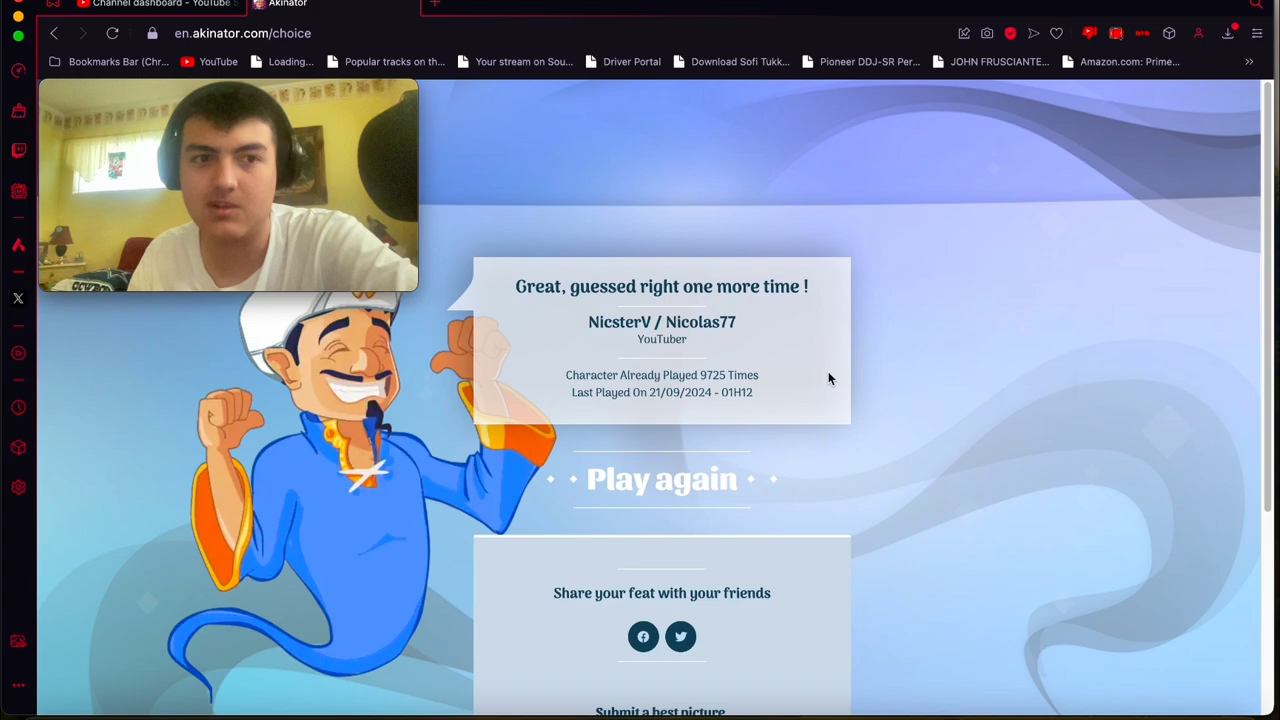 Channel dashboard - YouTube S
Akinator
en.akinator.com/choice
Bookmarks Bar (Chr...
YouTube
Loading...
Popular tracks on th...
Your stream on Sou...
Driver Portal
Download Sofi Tukk...
Pioneer DDJ-SR Per...
JOHN FRUSCIANTE...
Amazon.com: Prime...
Great, guessed right one more time !
NicsterV / Nicolas77
YouTuber
Character Already Played 9725 Times
Last Played On 21/09/2024 - 01H12
Play again
Share your feat with your friends
Submit a best picture